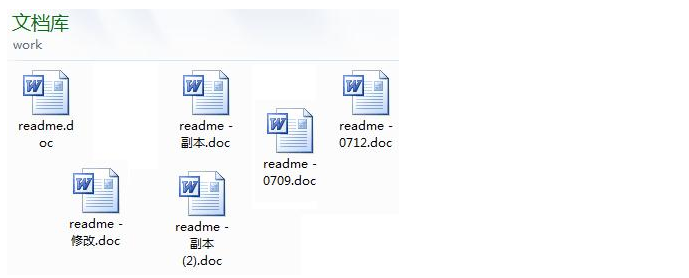 文档库
work
readme.d
oc
readme -
副本.doc
readme -
0709.doc
readme -
0712.doc
readme -
修改.doc
readme -
副本
(2).doc